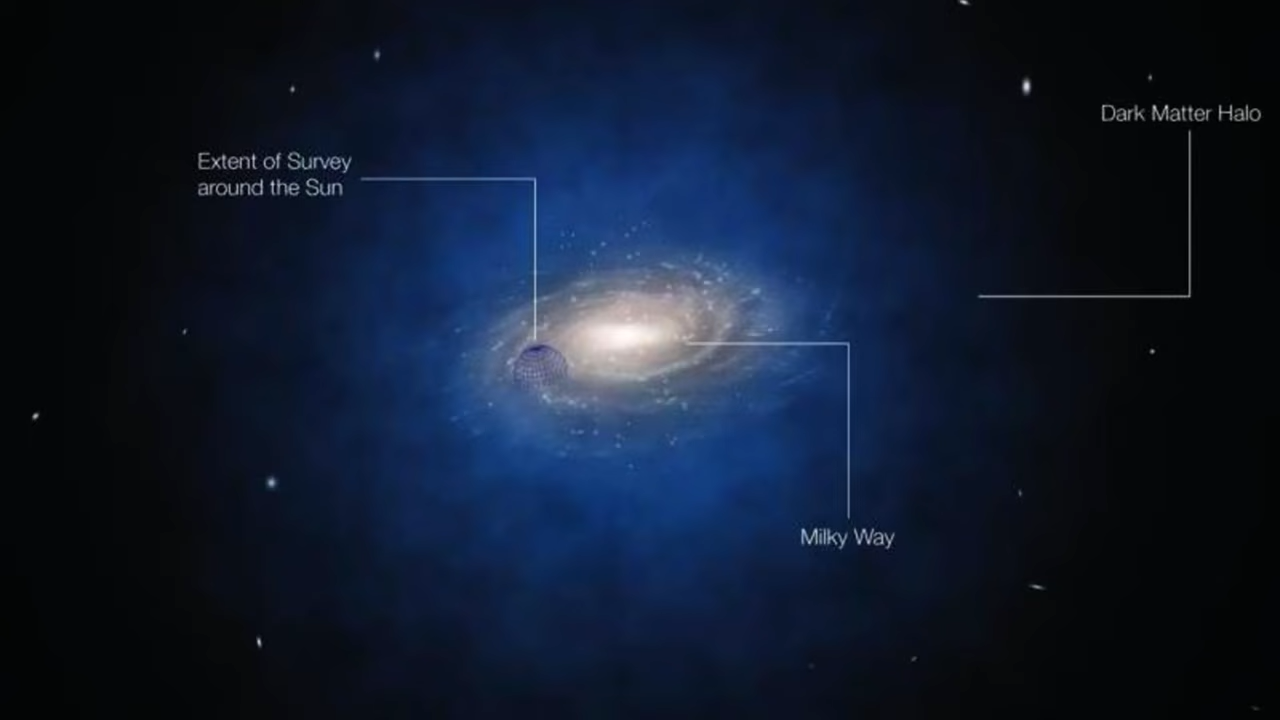 Dark Matter Halo
Extent of Survey
around the Sun
Milky Way